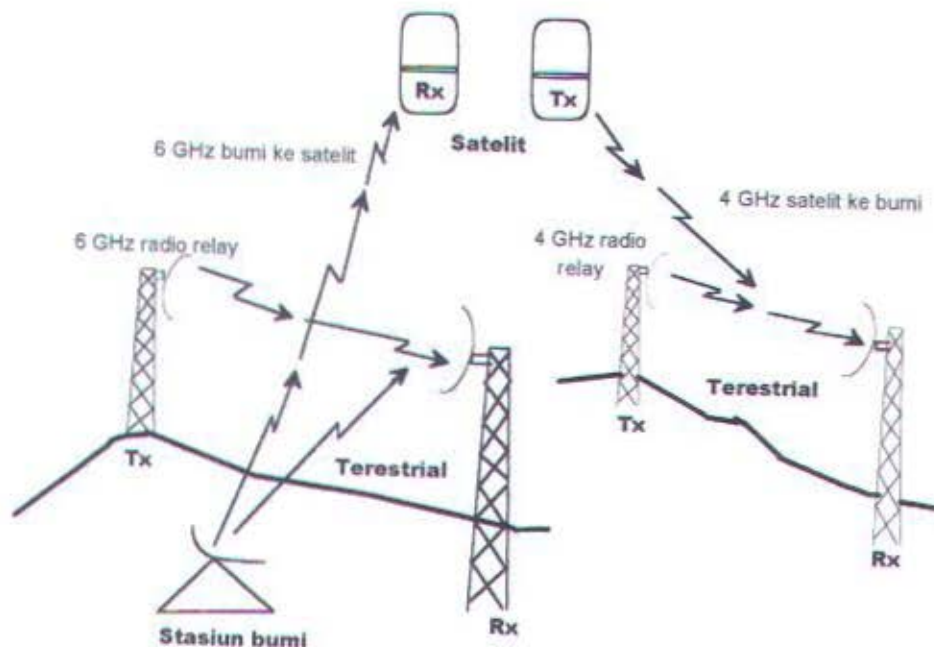 Rx
Tx
Satelit
6 GHz bumi ke satelit
4 GHz satelit ke bumi
6 GHz radio relay
4 GHz radio
relay
Terestrial
Tx
Tx
Terestrial
Rx
Rx
Stasiun bumi